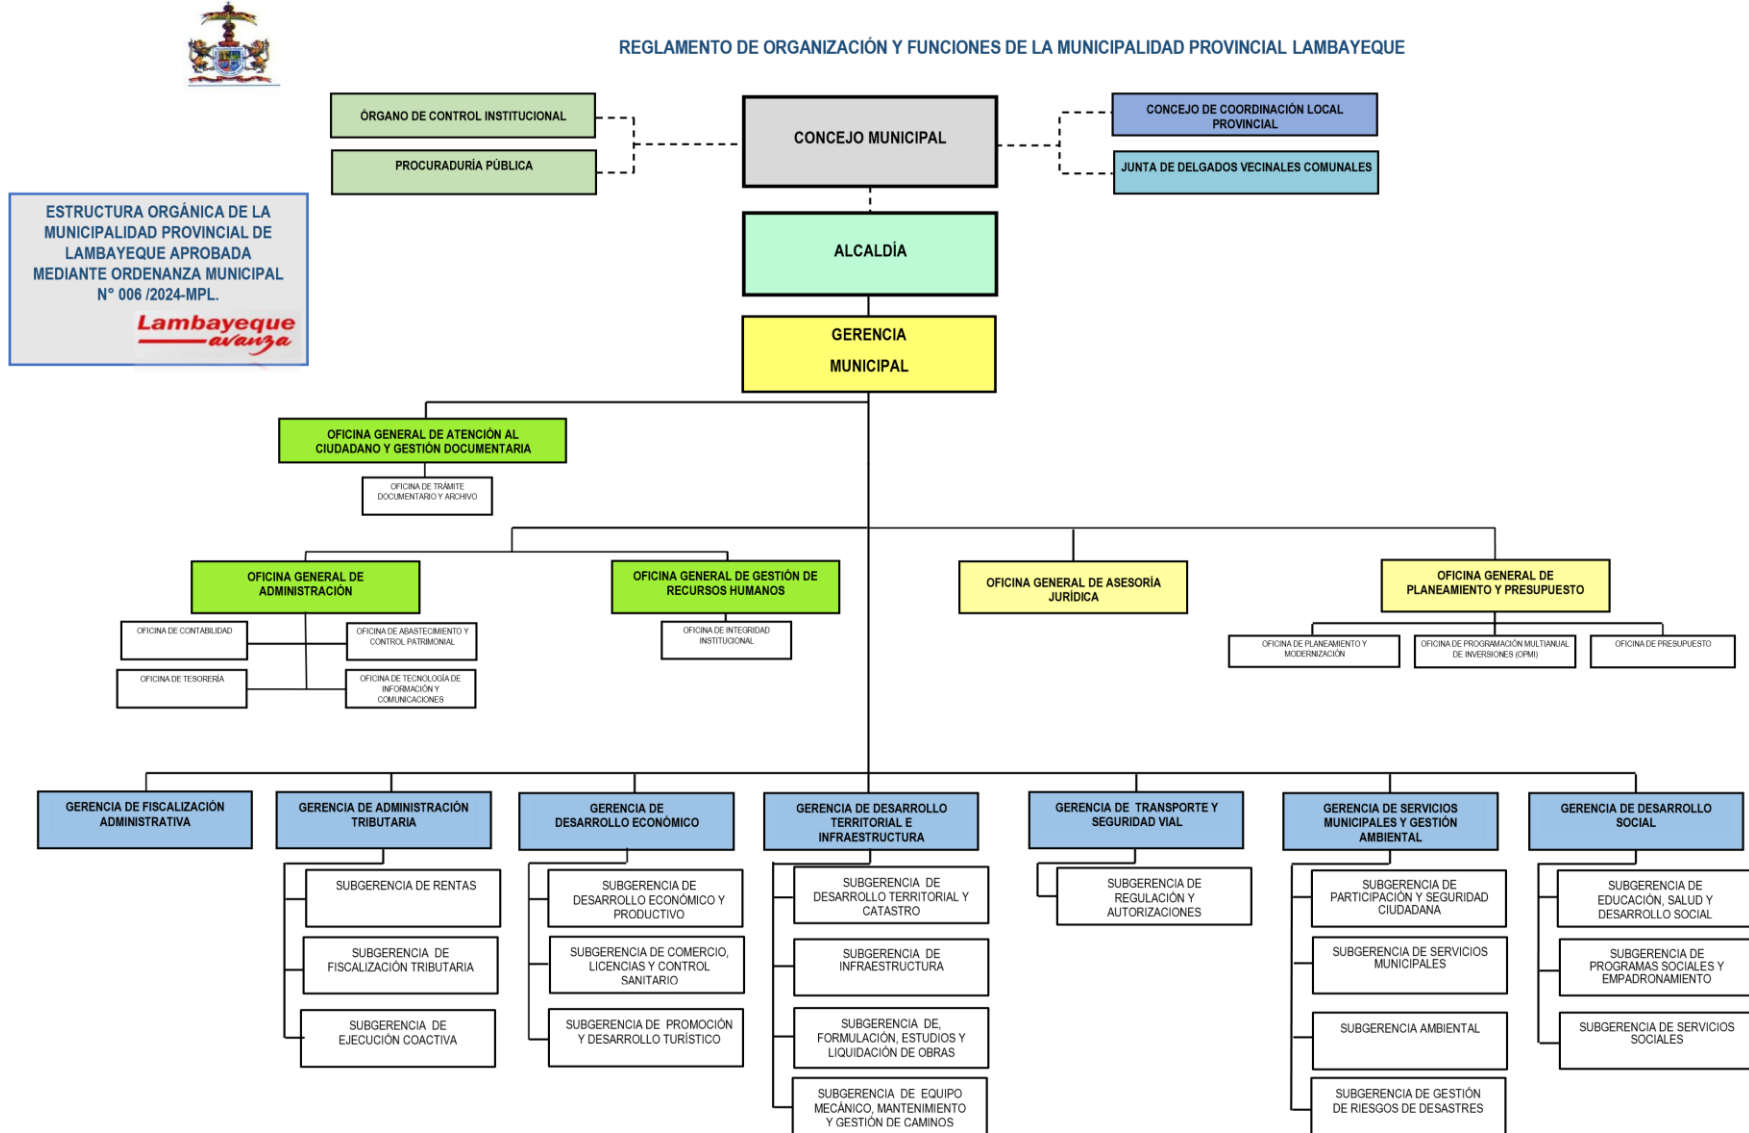 REGLAMENTO DE ORGANIZACIÓN Y FUNCIONES DE LA MUNICIPALIDAD PROVINCIAL LAMBAYEQUE
ÓRGANO DE CONTROL INSTITUCIONAL
PROCURADURÍA PÚBLICA
CONCEJO MUNICIPAL
CONCEJO DE COORDINACIÓN LOCAL
PROVINCIAL
JUNTA DE DELGADOS VECINALES COMUNALES
ESTRUCTURA ORGÁNICA DE LA
MUNICIPALIDAD PROVINCIAL DE
LAMBAYEQUE APROBADA
MEDIANTE ORDENANZA MUNICIPAL
N° 006 /2024-MPL.
Lambayeque
avanza
ALCALDÍA
GERENCIA
MUNICIPAL
OFICINA GENERAL DE ATENCIÓN AL
CIUDADANO Y GESTIÓN DOCUMENTARIA
OFICINA DE TRÁMITE
DOCUMENTARIO Y ARCHIVO
OFICINA GENERAL DE
ADMINISTRACIÓN
OFICINA DE CONTABILIDAD
OFICINA DE ABASTECIMIENTO Y
CONTROL PATRIMONIAL
OFICINA DE TESORERÍA
OFICINA DE TECNOLOGÍA DE
INFORMACIÓN Y
COMUNICACIONES
OFICINA GENERAL DE GESTIÓN DE
RECURSOS HUMANOS
OFICINA DE INTEGRIDAD
INSTITUCIONAL
OFICINA GENERAL DE ASESORÍA
JURÍDICA
OFICINA GENERAL DE
PLANEAMIENTO Y PRESUPUESTO
OFICINA DE PLANEAMIENTO Y
MODERNIZACIÓN
OFICINA DE PROGRAMACIÓN MULTIANUAL
DE INVERSIONES (OPMI)
OFICINA DE PRESUPUESTO
GERENCIA DE FISCALIZACIÓN
ADMINISTRATIVA
GERENCIA DE ADMINISTRACIÓN
TRIBUTARIA
SUBGERENCIA DE RENTAS
SUBGERENCIA DE
FISCALIZACIÓN TRIBUTARIA
SUBGERENCIA DE
EJECUCIÓN COACTIVA
GERENCIA DE
DESARROLLO ECONÓMICO
SUBGERENCIA DE
DESARROLLO ECONÓMICO Y
PRODUCTIVO
SUBGERENCIA DE COMERCIO,
LICENCIAS Y CONTROL
SANITARIO
SUBGERENCIA DE PROMOCIÓN
Y DESARROLLO TURÍSTICO
GERENCIA DE DESARROLLO
TERRITORIAL E
INFRAESTRUCTURA
SUBGERENCIA DE
DESARROLLO TERRITORIAL Y
CATASTRO
SUBGERENCIA DE
INFRAESTRUCTURA
SUBGERENCIA DE,
FORMULACIÓN, ESTUDIOS Y
LIQUIDACIÓN DE OBRAS
SUBGERENCIA DE EQUIPO
MECÁNICO, MANTENIMIENTO
Y GESTIÓN DE CAMINOS
GERENCIA DE TRANSPORTE Y
SEGURIDAD VIAL
SUBGERENCIA DE
REGULACIÓN Y
AUTORIZACIONES
GERENCIA DE SERVICIOS
MUNICIPALES Y GESTIÓN
AMBIENTAL
SUBGERENCIA DE
PARTICIPACIÓN Y SEGURIDAD
CIUDADANA
SUBGERENCIA DE SERVICIOS
MUNICIPALES
SUBGERENCIA AMBIENTAL
SUBGERENCIA DE GESTIÓN
DE RIESGOS DE DESASTRES
GERENCIA DE DESARROLLO
SOCIAL
SUBGERENCIA DE
EDUCACIÓN, SALUD Y
DESARROLLO SOCIAL
SUBGERENCIA DE
PROGRAMAS SOCIALES Y
EMPADRONAMIENTO
SUBGERENCIA DE SERVICIOS
SOCIALES